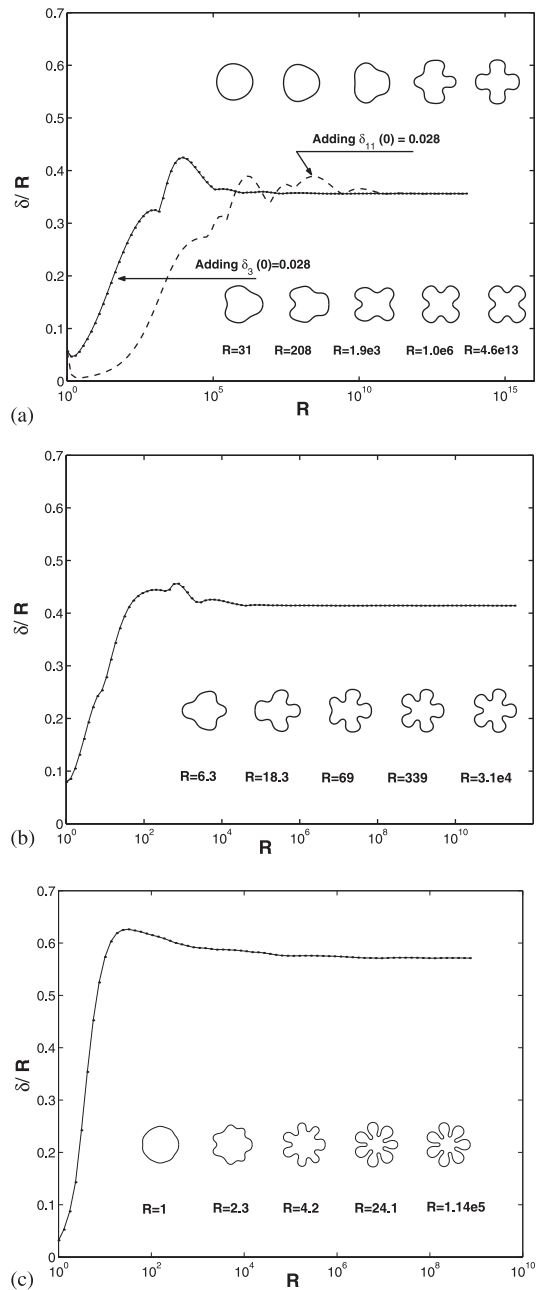 0.7
0.6
0.5
0.4
0.3
0.2
0.1
0
δ/ R
Adding δ11 (0) = 0.028
Adding δ3 (0)=0.028
R=31 R=208 R=1.9e3 R=1.0e6 R=4.6e13
10^0 10^5 10^10 10^15
R
(a)
0.7
0.6
0.5
0.4
0.3
0.2
0.1
0
δ/ R
R=6.3 R=18.3 R=69 R=339 R=3.1e4
10^0 10^2 10^4 10^6 10^8 10^10
R
(b)
0.7
0.6
0.5
0.4
0.3
0.2
0.1
0
δ/ R
R=1 R=2.3 R=4.2 R=24.1 R=1.14e5
10^0 10^2 10^4 10^6 10^8 10^10
R
(c)